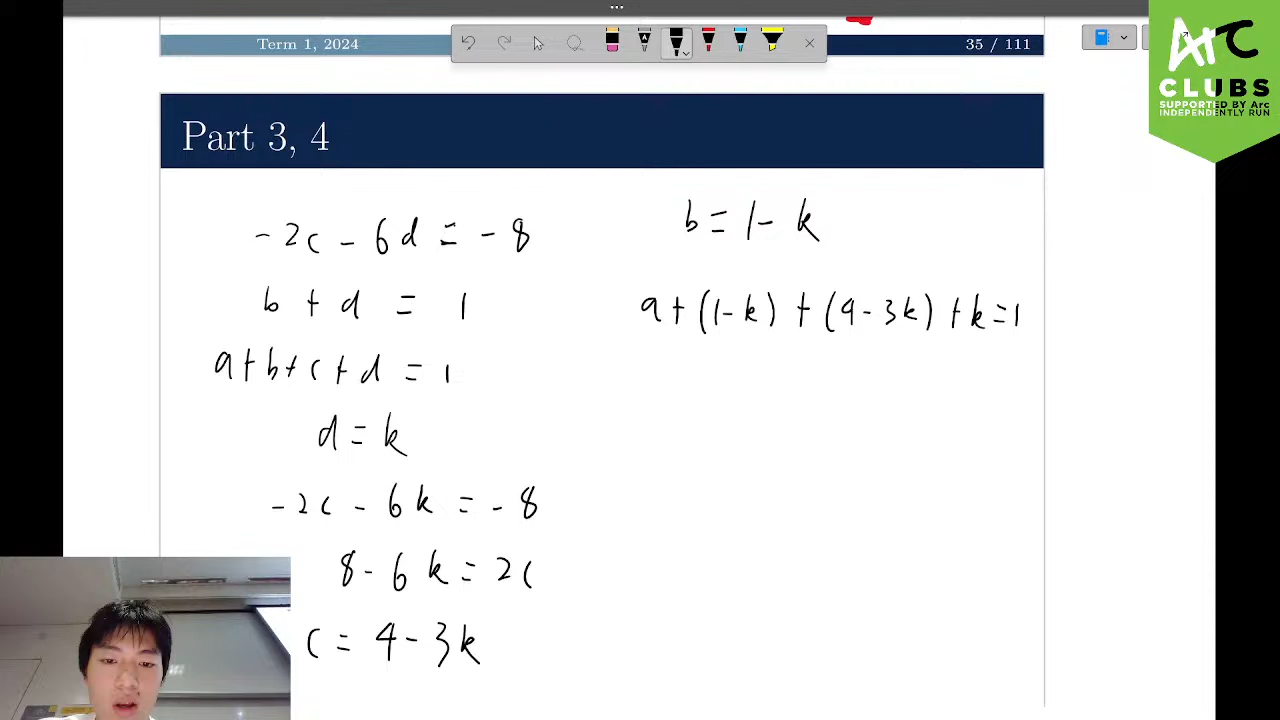 Term 1, 2024
35 / 111
Arc
CLUBS
SUPPORTED BY Arc
INDEPENDENTLY RUN
Part 3, 4
-2c - 6d = -8
b + d = 1
a+b+c+d = 1
d = k
-2c - 6k = -8
8 - 6k = 2c
c = 4 - 3k
b = 1 - k
a + (1-k) + (4-3k) + k = 1